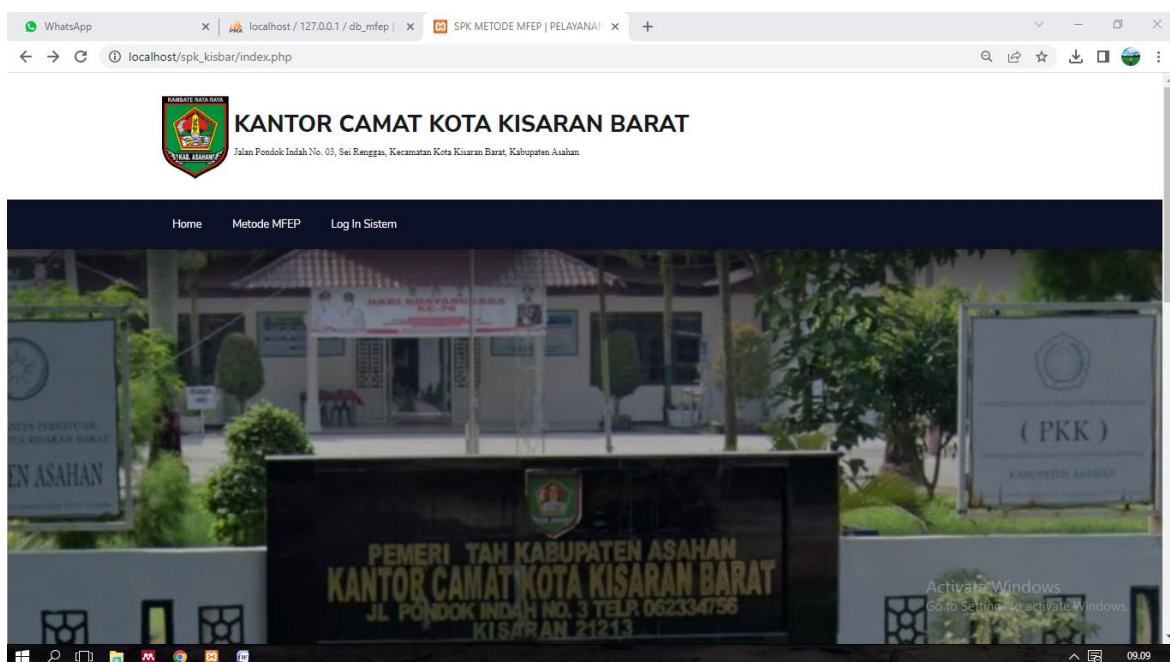 WhatsApp
localhost / 127.0.0.1 / db_mfep |
SPK METODE MFEP | PELAYANAN
localhost/spk_kisbar/index.php
RAMBATE RATA RAYA
KAB. ASAHAN
KANTOR CAMAT KOTA KISARAN BARAT
Jalan Pondok Indah No. 03, Sei Renggas, Kecamatan Kota Kisaran Barat, Kabupaten Asahan
Home Metode MFEP Log In Sistem
HARI BHAYANGKARA
KE-76
EN ASAHAN
( PKK )
KABUPATEN ASAHAN
PEMERI TAH KABUPATEN ASAHAN
KANTOR CAMAT KOTA KISARAN BARAT
JL PONDOK INDAH NO. 3 TELP. 062334756
KISARAN 21213
Activate Windows
Go to Settings to activate Windows.
09.09